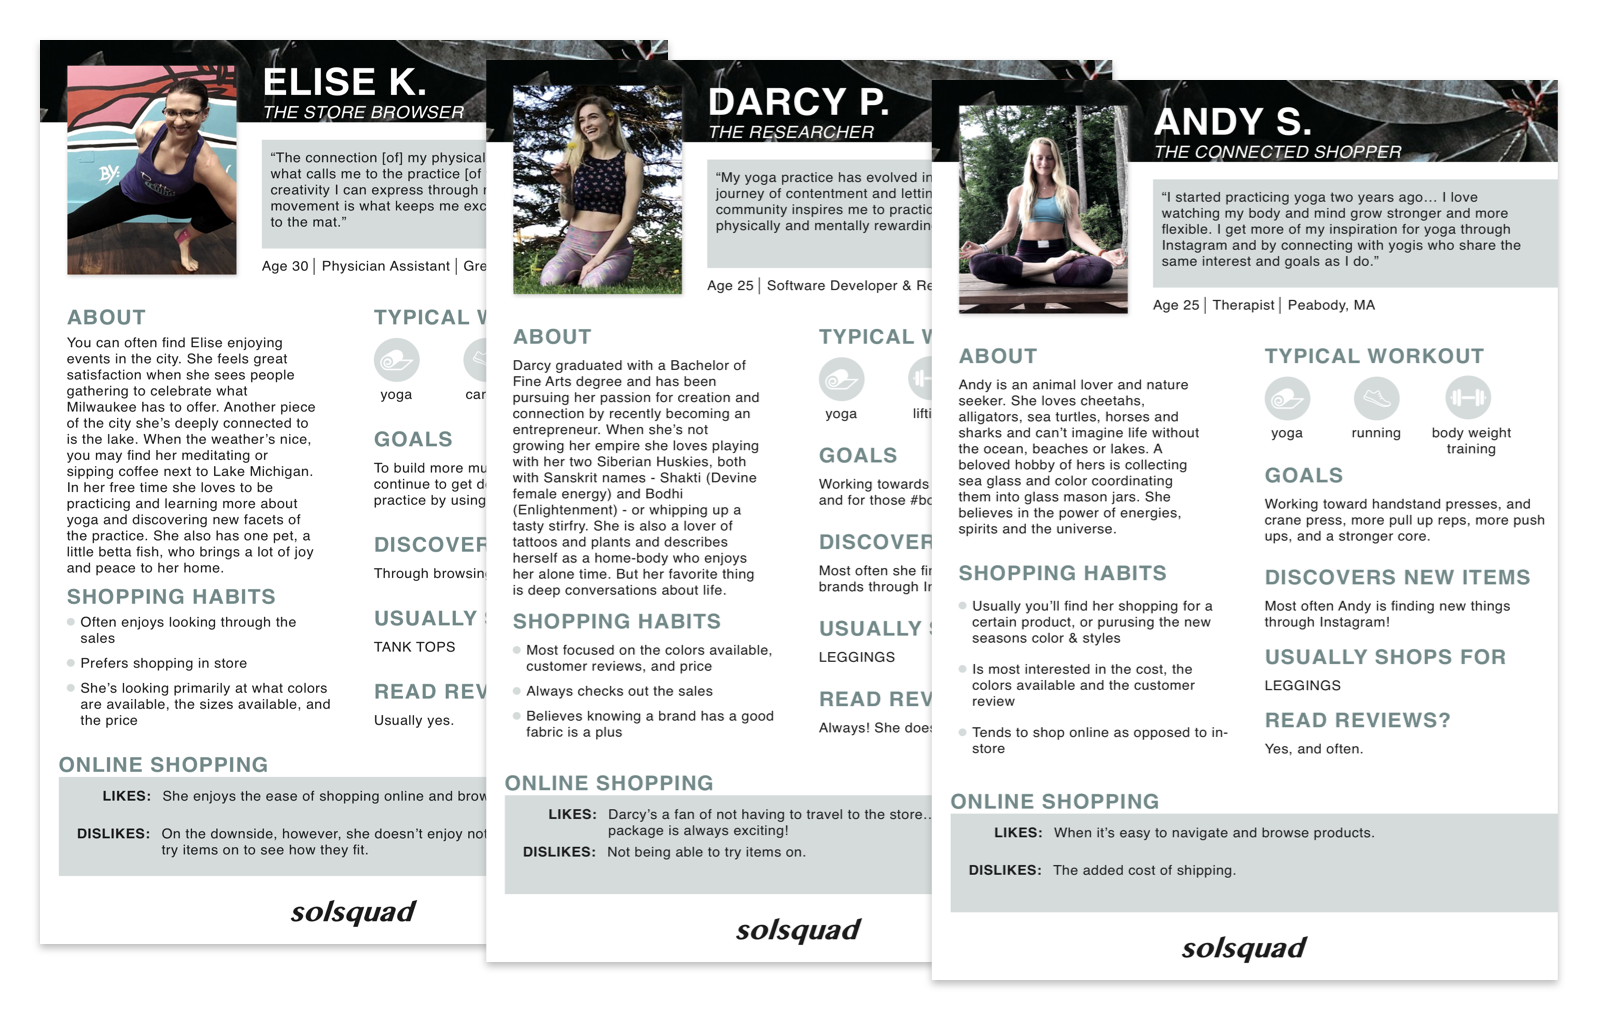 ELISE K.
THE STORE BROWSER
BY:
“The connection [of] my physical
what calls me to the practice [of
creativity I can express through
movement is what keeps me exc
to the mat.”
Age 30 | Physician Assistant | Gre
ABOUT
You can often find Elise enjoying
events in the city. She feels great
satisfaction when she sees people
gathering to celebrate what
Milwaukee has to offer. Another piece
of the city she’s deeply connected to
is the lake. When the weather’s nice,
you may find her meditating or
sipping coffee next to Lake Michigan.
In her free time she loves to be
practicing and learning more about
yoga and discovering new facets of
the practice. She also has one pet, a
little betta fish, who brings a lot of joy
and peace to her home.
SHOPPING HABITS
Often enjoys looking through the
sales
Prefers shopping in store
She’s looking primarily at what colors
are available, the sizes available, and
the price
TYPICAL W
yoga
car
GOALS
To build more mu
continue to get d
practice by using
DISCOVER
Through browsin
USUALLY S
TANK TOPS
READ REV
Usually yes.
ONLINE SHOPPING
LIKES: She enjoys the ease of shopping online and brow
DISLIKES: On the downside, however, she doesn’t enjoy not
try items on to see how they fit.
solsquad
DARCY P.
THE RESEARCHER
“My yoga practice has evolved in
journey of contentment and lettin
community inspires me to practic
physically and mentally rewardin
Age 25 | Software Developer & Re
ABOUT
Darcy graduated with a Bachelor of
Fine Arts degree and has been
pursuing her passion for creation and
connection by recently becoming an
entrepreneur. When she’s not
growing her empire she loves playing
with her two Siberian Huskies, both
with Sanskrit names - Shakti (Devine
female energy) and Bodhi
(Enlightenment) - or whipping up a
tasty stirfry. She is also a lover of
tattoos and plants and describes
herself as a home-body who enjoys
her alone time. But her favorite thing
is deep conversations about life.
SHOPPING HABITS
Most focused on the colors available,
customer reviews, and price
Always checks out the sales
Believes knowing a brand has a good
fabric is a plus
TYPICAL W
yoga
lifti
GOALS
Working towards
and for those #bo
DISCOVER
Most often she fin
brands through In
USUALLY S
LEGGINGS
READ REV
Always! She does
ONLINE SHOPPING
LIKES: Darcy’s a fan of not having to travel to the store..
package is always exciting!
DISLIKES: Not being able to try items on.
solsquad
ANDY S.
THE CONNECTED SHOPPER
“I started practicing yoga two years ago… I love
watching my body and mind grow stronger and more
flexible. I get more of my inspiration for yoga through
Instagram and by connecting with yogis who share the
same interest and goals as I do.”
Age 25 | Therapist | Peabody, MA
ABOUT
Andy is an animal lover and nature
seeker. She loves cheetahs,
alligators, sea turtles, horses and
sharks and can’t imagine life without
the ocean, beaches or lakes. A
beloved hobby of hers is collecting
sea glass and color coordinating
them into glass mason jars. She
believes in the power of energies,
spirits and the universe.
SHOPPING HABITS
Usually you’ll find her shopping for a
certain product, or purusing the new
seasons color & styles
Is most interested in the cost, the
colors available and the customer
review
Tends to shop online as opposed to in-
store
TYPICAL WORKOUT
yoga
running
body weight
training
GOALS
Working toward handstand presses, and
crane press, more pull up reps, more push
ups, and a stronger core.
DISCOVERS NEW ITEMS
Most often Andy is finding new things
through Instagram!
USUALLY SHOPS FOR
LEGGINGS
READ REVIEWS?
Yes, and often.
ONLINE SHOPPING
LIKES: When it’s easy to navigate and browse products.
DISLIKES: The added cost of shipping.
solsquad